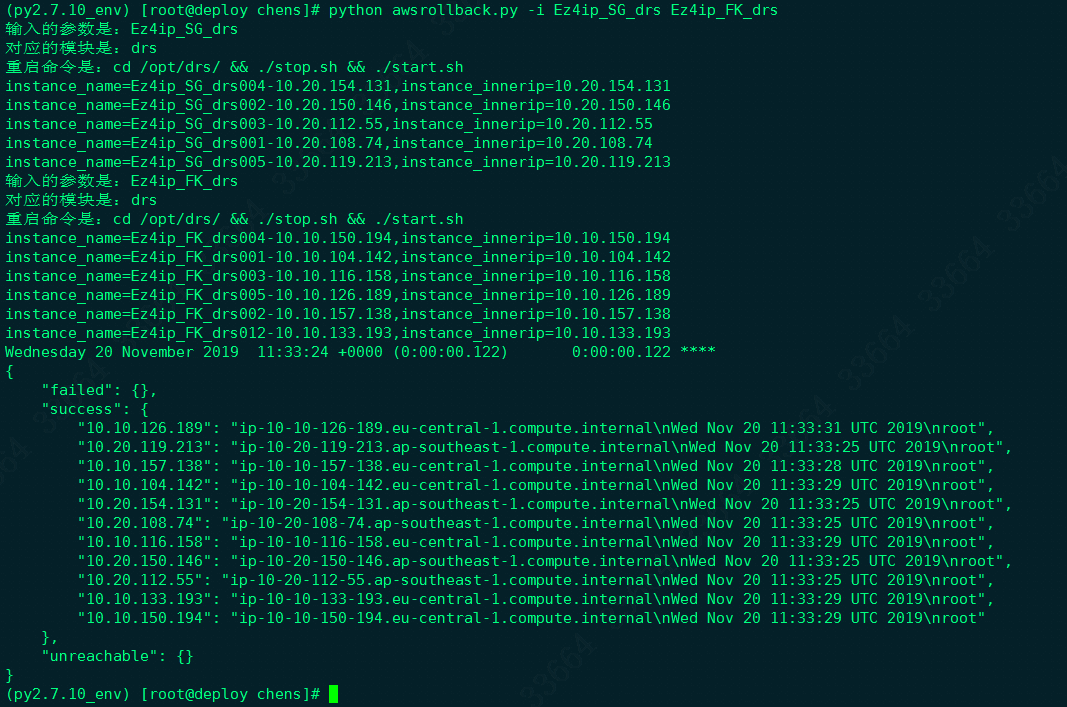 (py2.7.10_env) [root@deploy chens]# python awsrollback.py -i Ez4ip_SG_drs Ez4ip_FK_drs
输入的参数是: Ez4ip_SG_drs
对应的模块是: drs
重启命令是: cd /opt/drs/ && ./stop.sh && ./start.sh
instance_name=Ez4ip_SG_drs004-10.20.154.131,instance_innerip=10.20.154.131
instance_name=Ez4ip_SG_drs002-10.20.150.146,instance_innerip=10.20.150.146
instance_name=Ez4ip_SG_drs003-10.20.112.55,instance_innerip=10.20.112.55
instance_name=Ez4ip_SG_drs001-10.20.108.74,instance_innerip=10.20.108.74
instance_name=Ez4ip_SG_drs005-10.20.119.213,instance_innerip=10.20.119.213
输入的参数是: Ez4ip_FK_drs
对应的模块是: drs
重启命令是: cd /opt/drs/ && ./stop.sh && ./start.sh
instance_name=Ez4ip_FK_drs004-10.10.150.194,instance_innerip=10.10.150.194
instance_name=Ez4ip_FK_drs001-10.10.104.142,instance_innerip=10.10.104.142
instance_name=Ez4ip_FK_drs003-10.10.116.158,instance_innerip=10.10.116.158
instance_name=Ez4ip_FK_drs005-10.10.126.189,instance_innerip=10.10.126.189
instance_name=Ez4ip_FK_drs002-10.10.157.138,instance_innerip=10.10.157.138
instance_name=Ez4ip_FK_drs012-10.10.133.193,instance_innerip=10.10.133.193
Wednesday 20 November 2019  11:33:24 +0000 (0:00:00.122)       0:00:00.122 ****
{
    "failed": {},
    "success": {
        "10.10.126.189": "ip-10-10-126-189.eu-central-1.compute.internal\nWed Nov 20 11:33:31 UTC 2019\nroot",
        "10.20.119.213": "ip-10-20-119-213.ap-southeast-1.compute.internal\nWed Nov 20 11:33:25 UTC 2019\nroot",
        "10.10.157.138": "ip-10-10-157-138.eu-central-1.compute.internal\nWed Nov 20 11:33:28 UTC 2019\nroot",
        "10.10.104.142": "ip-10-10-104-142.eu-central-1.compute.internal\nWed Nov 20 11:33:29 UTC 2019\nroot",
        "10.20.154.131": "ip-10-20-154-131.ap-southeast-1.compute.internal\nWed Nov 20 11:33:25 UTC 2019\nroot",
        "10.20.108.74": "ip-10-20-108-74.ap-southeast-1.compute.internal\nWed Nov 20 11:33:25 UTC 2019\nroot",
        "10.10.116.158": "ip-10-10-116-158.eu-central-1.compute.internal\nWed Nov 20 11:33:29 UTC 2019\nroot",
        "10.20.150.146": "ip-10-20-150-146.ap-southeast-1.compute.internal\nWed Nov 20 11:33:25 UTC 2019\nroot",
        "10.20.112.55": "ip-10-20-112-55.ap-southeast-1.compute.internal\nWed Nov 20 11:33:25 UTC 2019\nroot",
        "10.10.133.193": "ip-10-10-133-193.eu-central-1.compute.internal\nWed Nov 20 11:33:29 UTC 2019\nroot",
        "10.10.150.194": "ip-10-10-150-194.eu-central-1.compute.internal\nWed Nov 20 11:33:29 UTC 2019\nroot"
    },
    "unreachable": {}
}
(py2.7.10_env) [root@deploy chens]#
33664